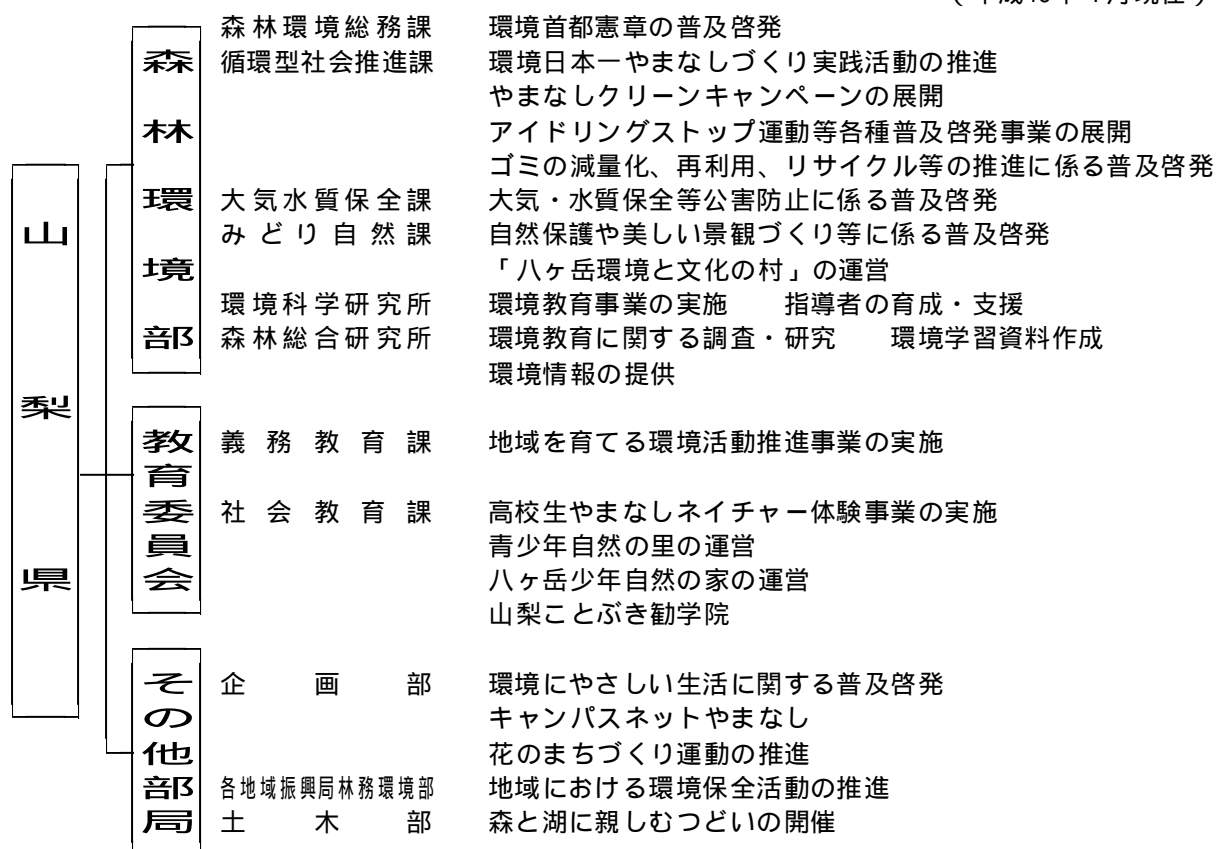 森林環境総務課 環境首都憲章の普及啓発
循環型社会推進課 環境日本一やまなしづくり実践活動の推進
やまなしクリーンキャンペーンの展開
アイドリングストップ運動等各種普及啓発事業の展開
ゴミの減量化、再利用、リサイクル等の推進に係る普及啓発
大気水質保全課 大気・水質保全等公害防止に係る普及啓発
みどり自然課 自然保護や美しい景観づくり等に係る普及啓発
「八ヶ岳環境と文化の村」の運営
環境科学研究所 環境教育事業の実施 指導者の育成・支援
森林総合研究所 環境教育に関する調査・研究 環境学習資料作成
環境情報の提供
森林環境部
山梨県
義務教育課 地域を育てる環境活動推進事業の実施
社会教育課 高校生やまなしネイチャー体験事業の実施
青少年自然の里の運営
八ヶ岳少年自然の家の運営
山梨ことぶき勧学院
教育委員会
企画部 環境にやさしい生活に関する普及啓発
キャンパスネットやまなし
花のまちづくり運動の推進
各地域振興局林務環境部 地域における環境保全活動の推進
土木部 森と湖に親しむつどいの開催
その他部局